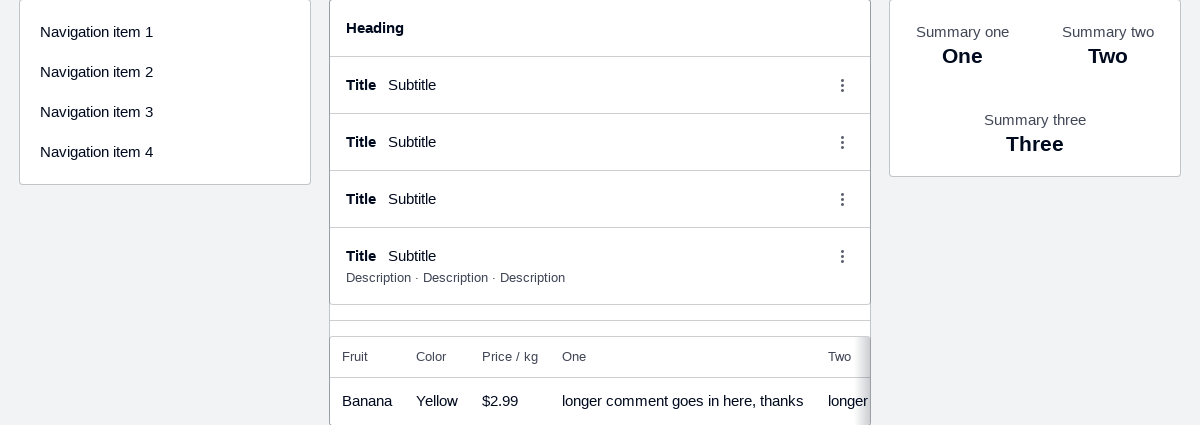 Navigation item 1
Navigation item 2
Navigation item 3
Navigation item 4
Heading
Title Subtitle
Title Subtitle
Title Subtitle
Title Subtitle
Description · Description · Description
Fruit Color Price / kg One Two
Banana Yellow $2.99 longer comment goes in here, thanks longer
Summary one Summary two
One Two
Summary three
Three